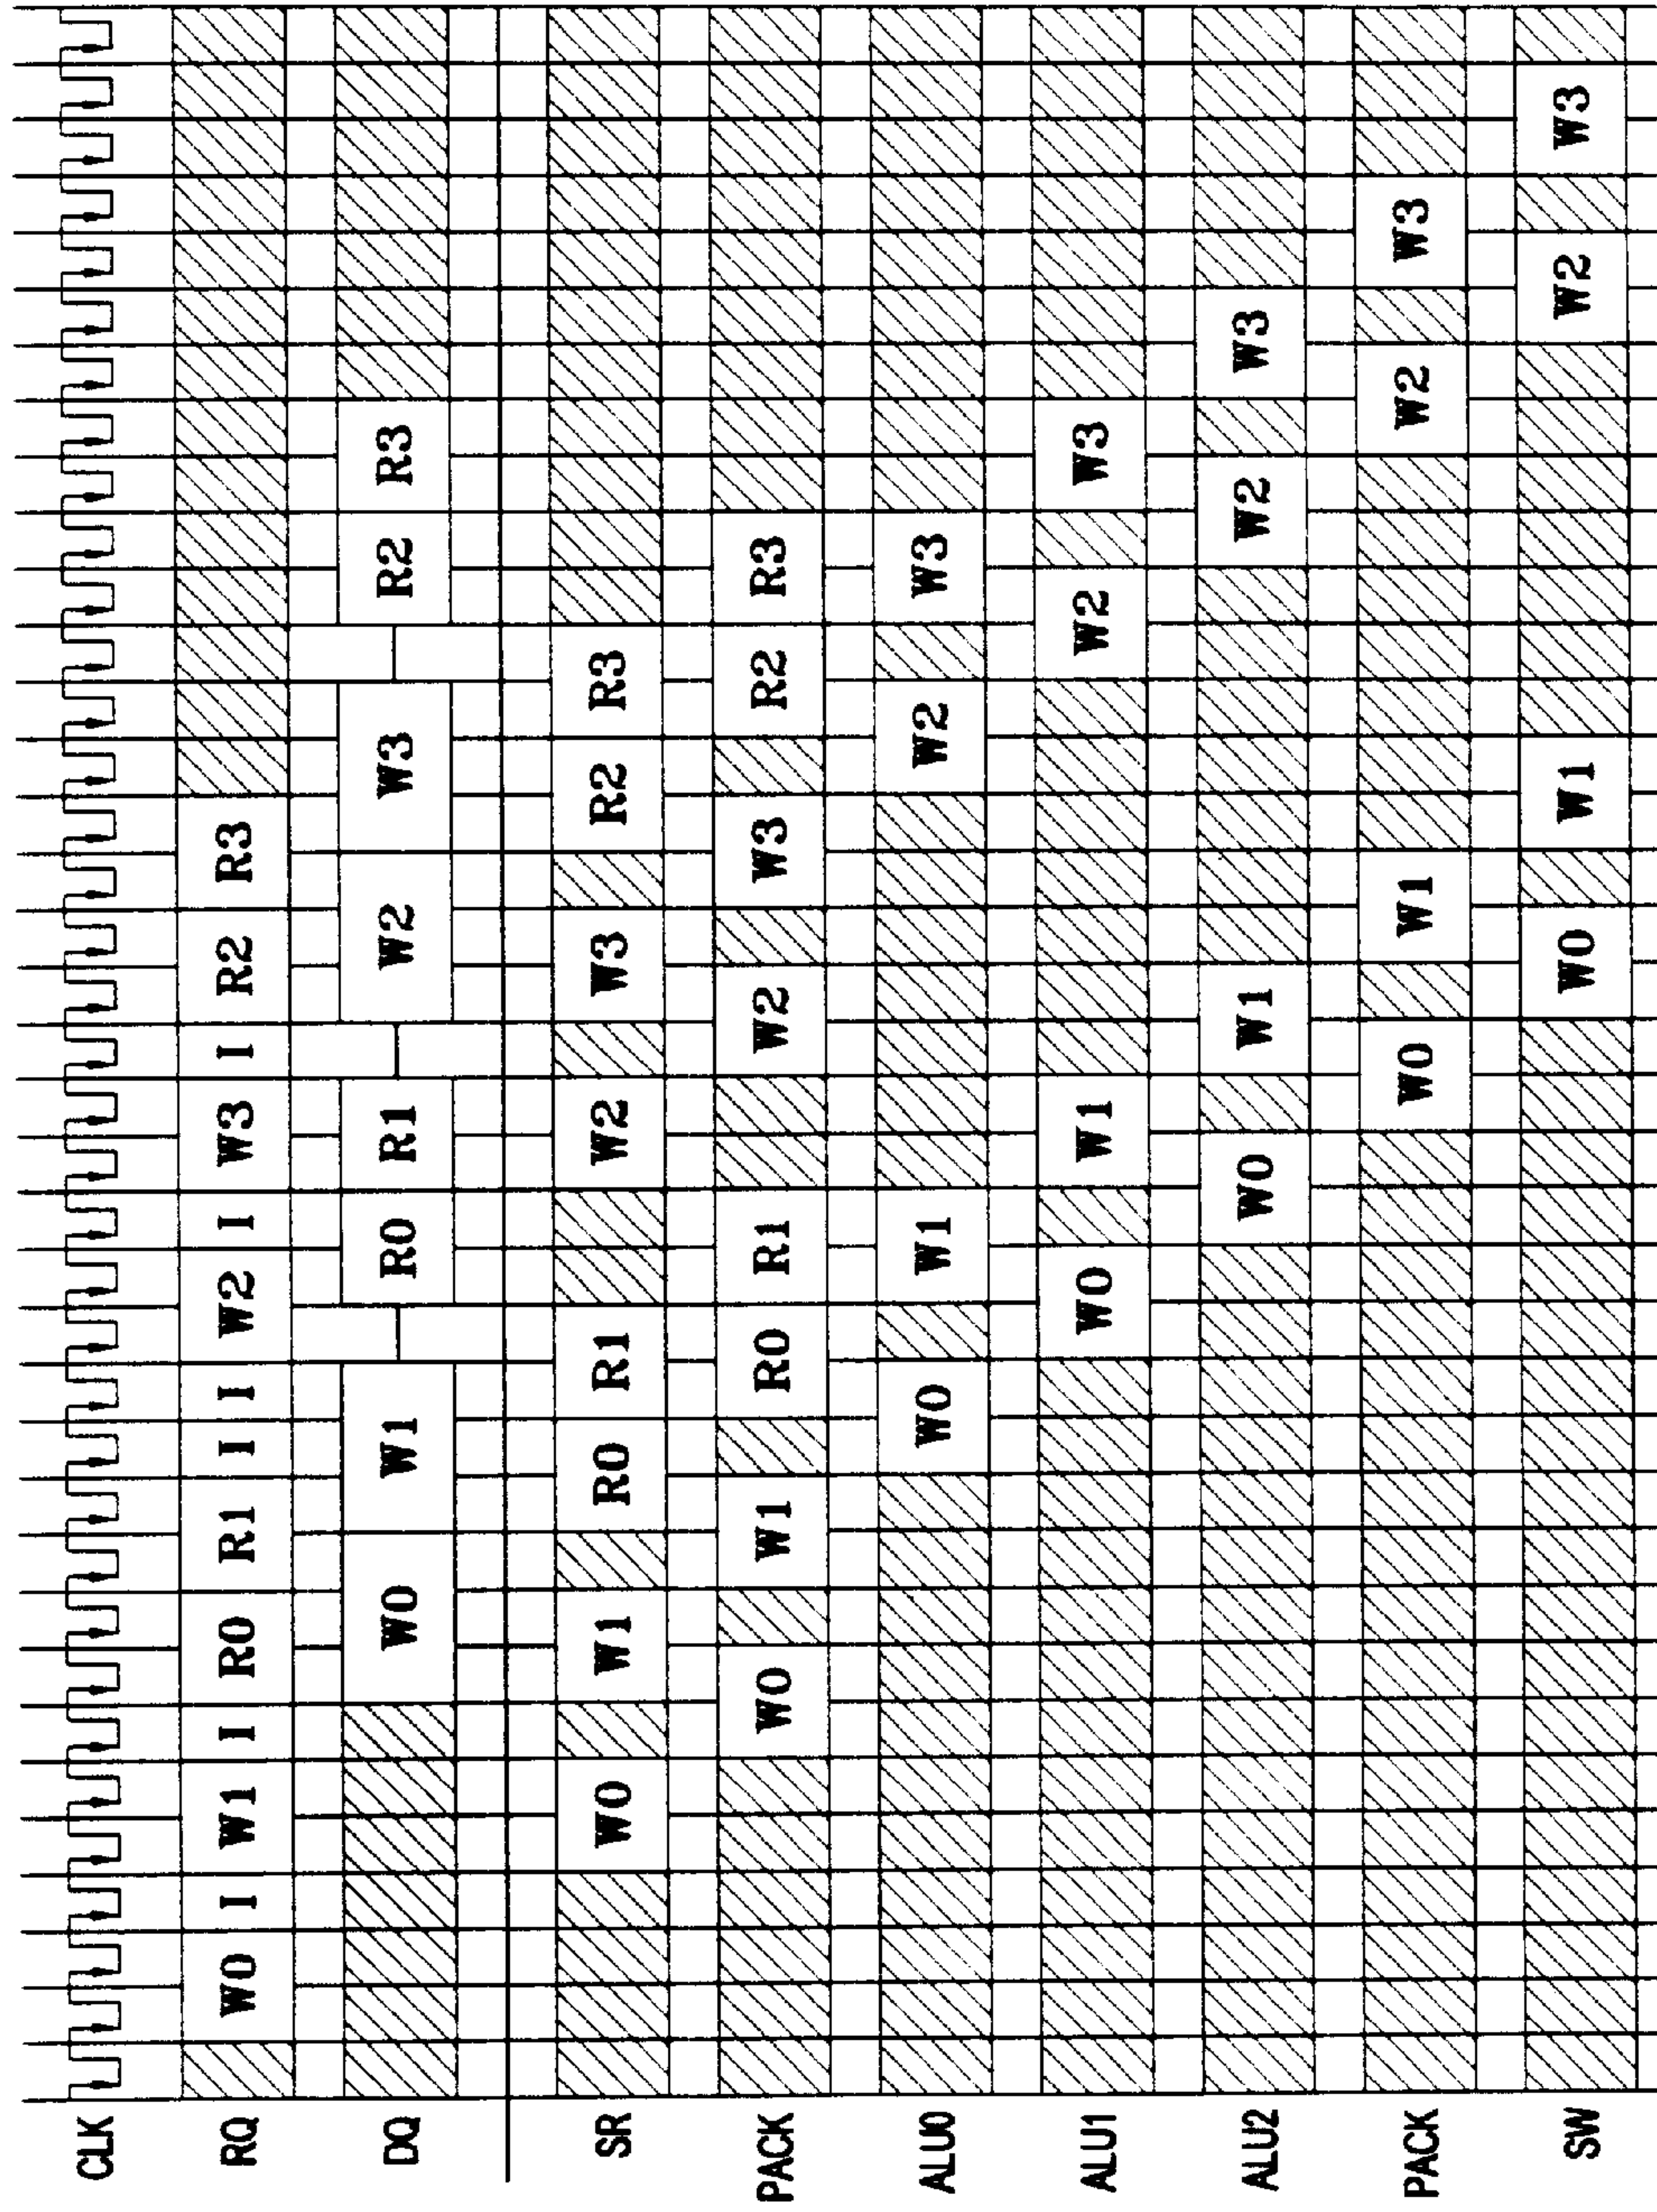 CLK
RQ W0 I W1 I R0 R1 I I W2 I W3 I R2 R3
DQ W0 W1 R0 R1 W2 W3 R2 R3
SR W0 W1 R0 R1 W2 W3 R2 R3
PACK W0 W1 R0 R1 W2 W3 R2 R3
ALU0 W0 W1 W2 W3
ALU1 W0 W1 W2 W3
ALU2 W0 W1 W2 W3
PACK W0 W1 W2 W3
SW W0 W1 W2 W3